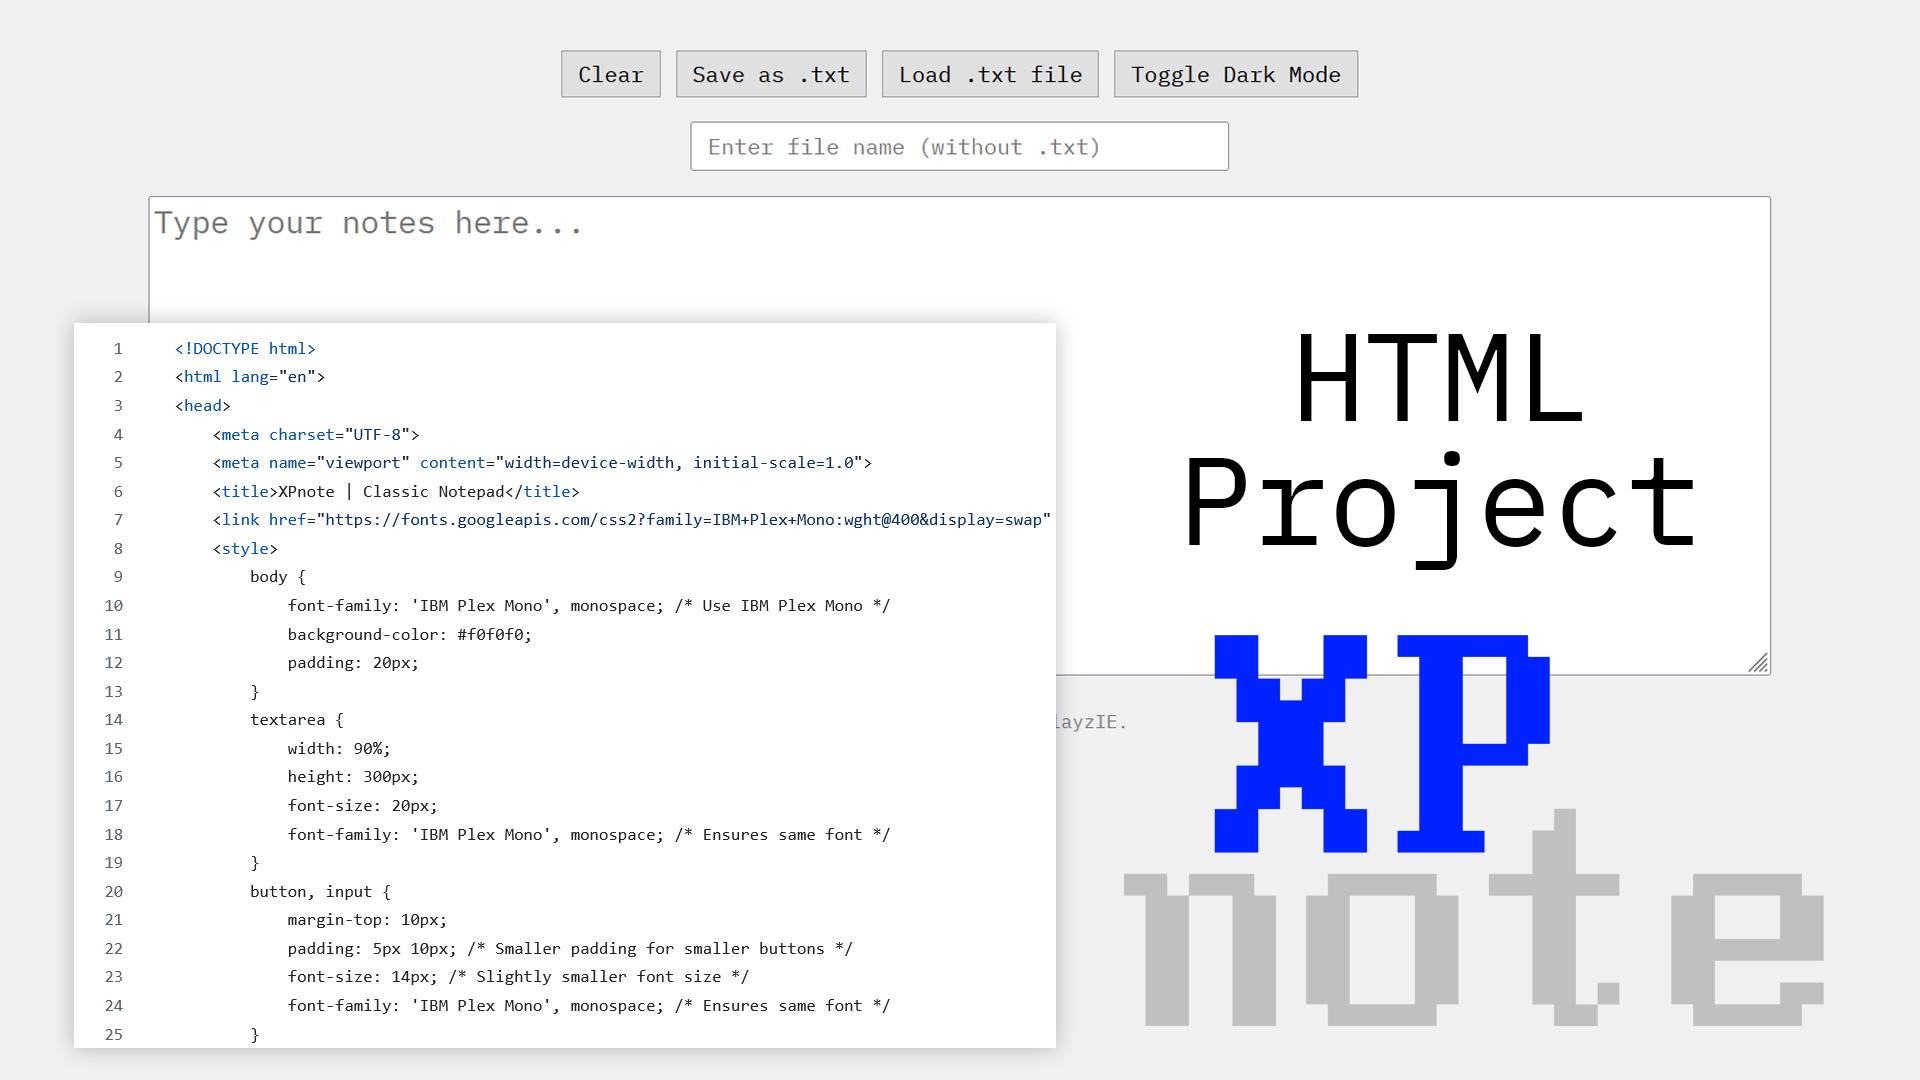 Clear Save as .txt Load .txt file Toggle Dark Mode
Enter file name (without .txt)
Type your notes here...
1 <!DOCTYPE html>
2 <html lang="en">
3 <head>
4 <meta charset="UTF-8">
5 <meta name="viewport" content="width=device-width, initial-scale=1.0">
6 <title>XPnote | Classic Notepad</title>
7 <link href="https://fonts.googleapis.com/css2?family=IBM+Plex+Mono:wght@400&display=swap"
8 <style>
9 body {
10 font-family: 'IBM Plex Mono', monospace; /* Use IBM Plex Mono */
11 background-color: #f0f0f0;
12 padding: 20px;
13 }
14 textarea {
15 width: 90%;
16 height: 300px;
17 font-size: 20px;
18 font-family: 'IBM Plex Mono', monospace; /* Ensures same font */
19 }
20 button, input {
21 margin-top: 10px;
22 padding: 5px 10px; /* Smaller padding for smaller buttons */
23 font-size: 14px; /* Slightly smaller font size */
24 font-family: 'IBM Plex Mono', monospace; /* Ensures same font */
25 }
HTML
Project
layzIE.
XP
note